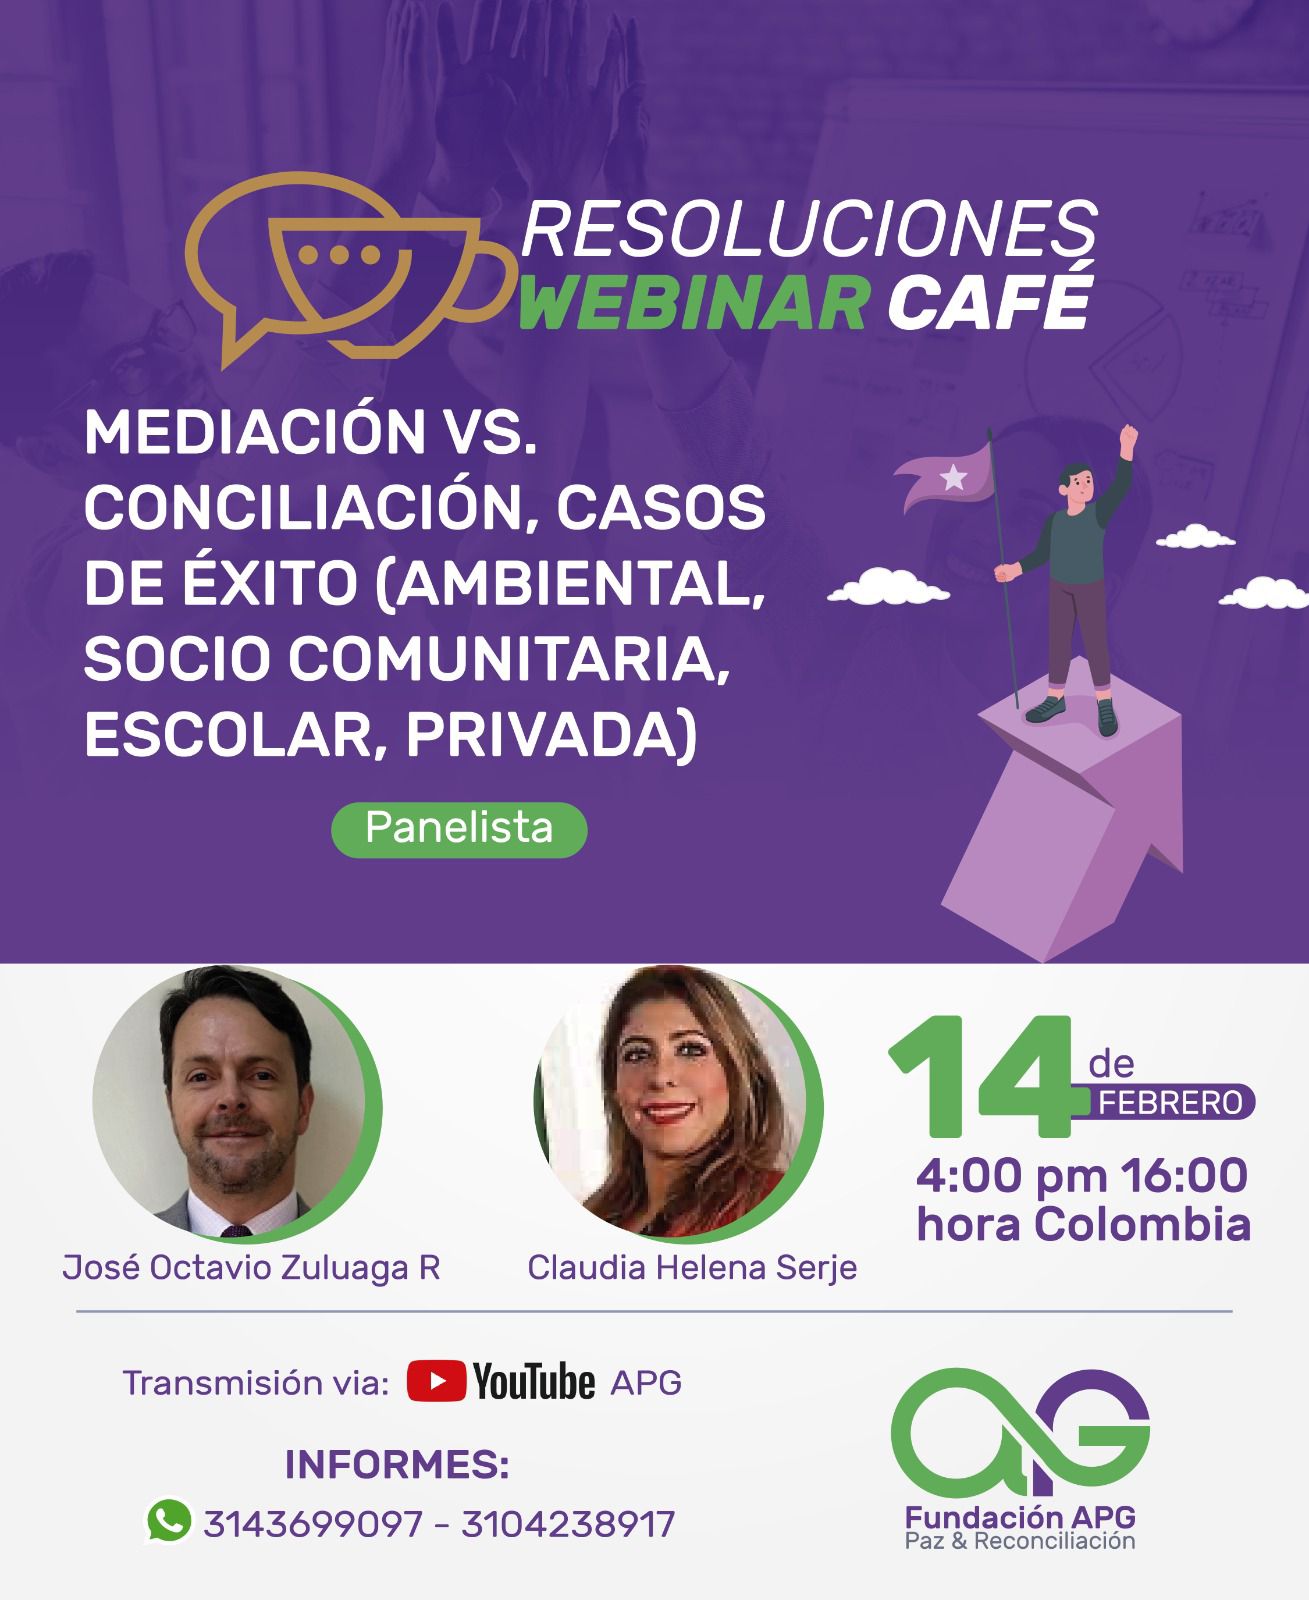 RESOLUCIONES
WEBINAR CAFÉ
MEDIACIÓN VS.
CONCILIACIÓN, CASOS
DE ÉXITO (AMBIENTAL,
SOCIO COMUNITARIA,
ESCOLAR, PRIVADA)
Panelista
José Octavio Zuluaga R
Claudia Helena Serje
14 de
FEBRERO
4:00 pm 16:00
hora Colombia
Transmisión via: YouTube APG
INFORMES:
3143699097 - 3104238917
apG
Fundación APG
Paz & Reconciliación